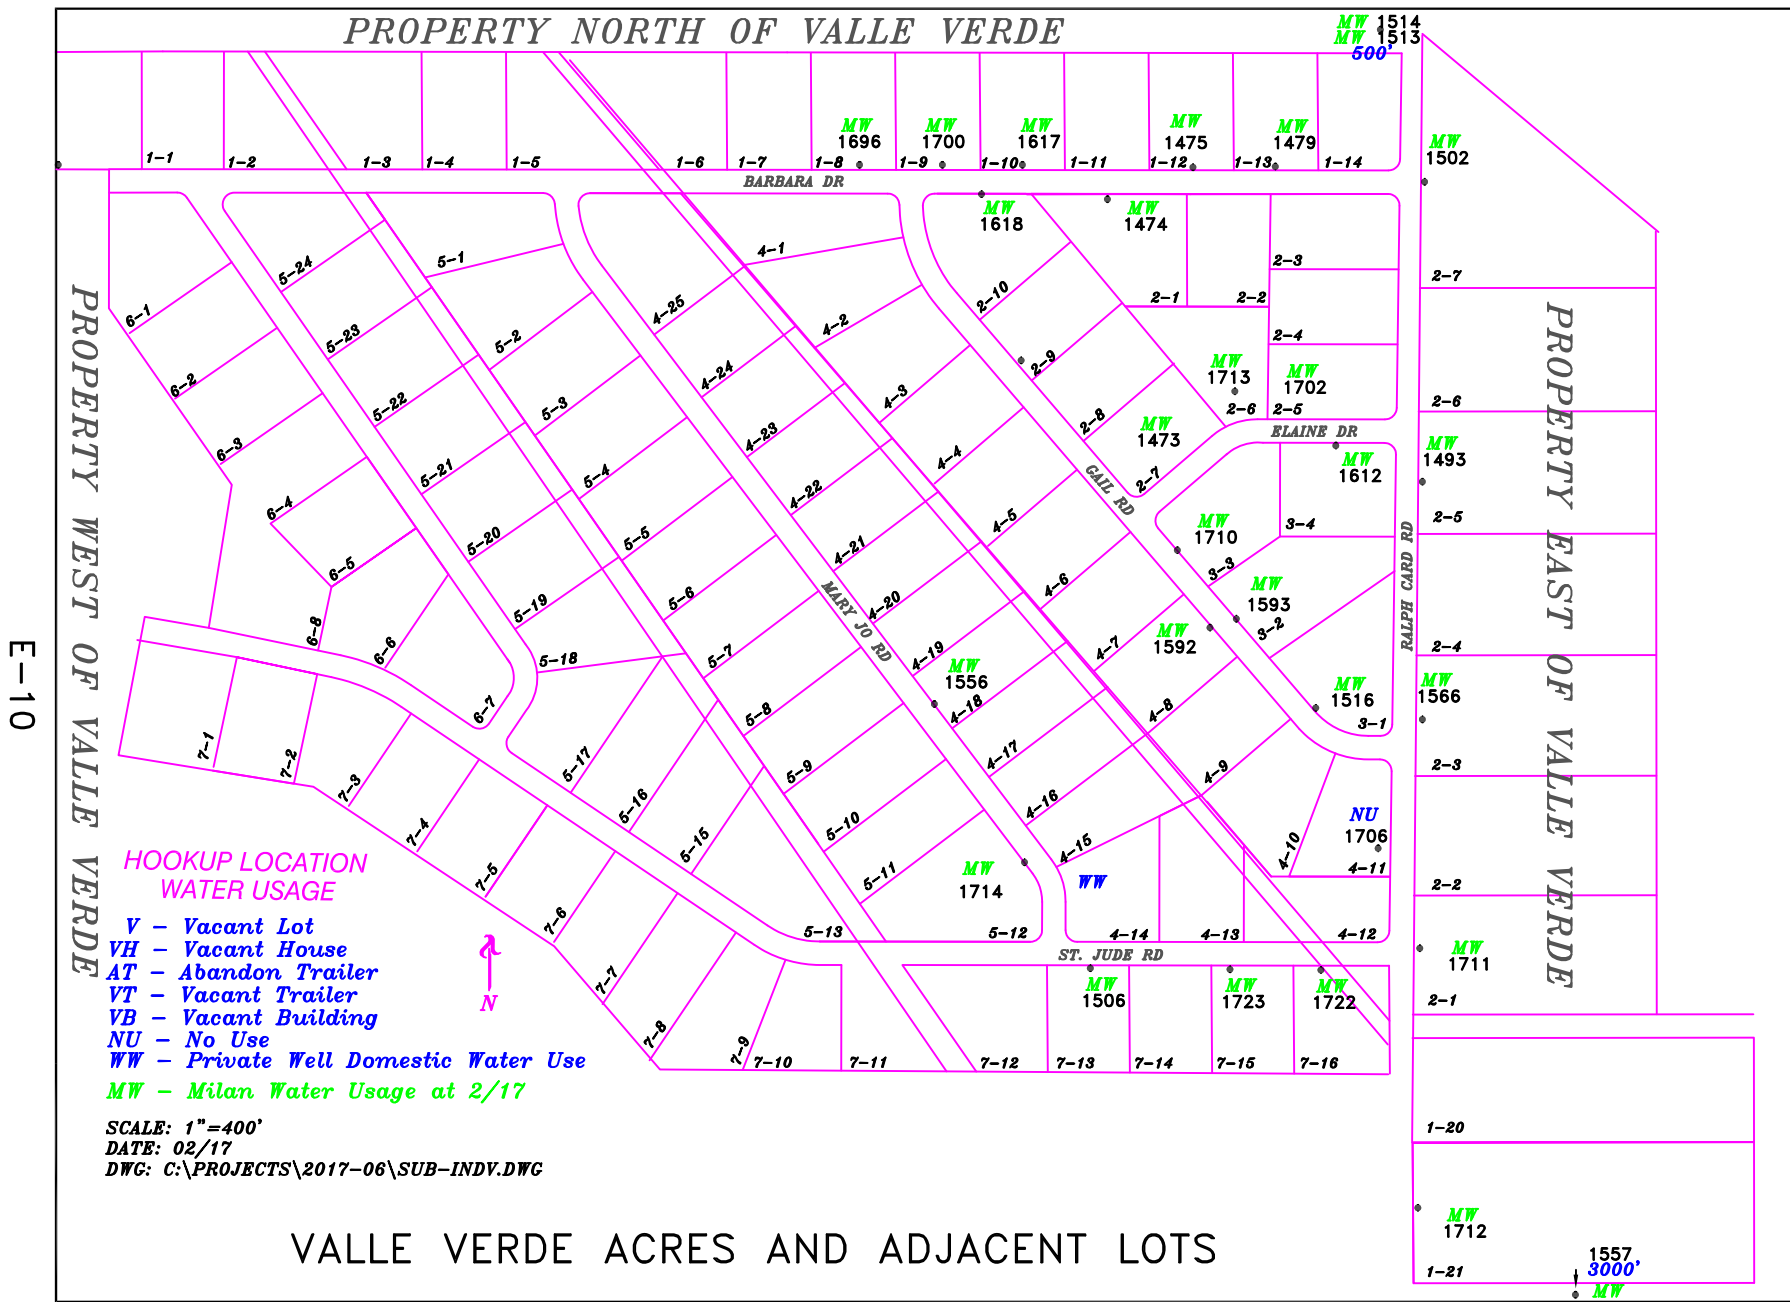 PROPERTY NORTH OF VALLE VERDE
MW 1514
MW 1513
500'
MW
1696
MW
1700
MW
1617
MW
1475
MW
1479
MW
1502
1-1
1-2
1-3
1-4
1-5
1-6
1-7
1-8
1-9
1-10
1-11
1-12
1-13
1-14
BARBARA DR
MW
1618
MW
1474
5-24
5-1
4-1
2-3
2-7
6-1
4-25
2-10
2-1
2-2
5-23
5-2
4-2
2-4
6-2
4-24
2-9
MW
1713
MW
1702
5-22
5-3
4-3
2-8
2-6
2-5
2-6
6-3
4-23
MW
1473
ELAINE DR
MW
1493
5-21
5-4
4-4
2-7
MW
1612
GAIL RD
6-4
4-22
4-5
MW
1710
3-4
2-5
RALPH CARD RD
5-20
5-5
4-21
6-5
3-3
4-6
5-19
5-6
4-20
MW
1593
MARY JO RD
3-2
6-8
MW
1592
6-6
5-18
5-7
4-19
4-7
2-4
MW
1556
MW
1516
MW
1566
6-7
5-8
4-18
4-8
3-1
7-1
7-2
5-17
5-9
4-17
4-9
2-3
7-3
5-16
4-16
7-4
5-10
NU
1706
5-15
4-15
4-10
4-11
7-5
5-11
MW
1714
WW
2-2
7-6
5-13
5-12
4-14
4-13
4-12
ST. JUDE RD
MW
1711
7-7
MW
1506
MW
1723
MW
1722
2-1
7-8
7-9
7-10
7-11
7-12
7-13
7-14
7-15
7-16
PROPERTY WEST OF VALLE VERDE
PROPERTY EAST OF VALLE VERDE
E-10
HOOKUP LOCATION
WATER USAGE
V - Vacant Lot
VH - Vacant House
AT - Abandon Trailer
VT - Vacant Trailer
VB - Vacant Building
NU - No Use
WW - Private Well Domestic Water Use
MW - Milan Water Usage at 2/17
N
SCALE: 1"=400'
DATE: 02/17
DWG: C:\PROJECTS\2017-06\SUB-INDV.DWG
1-20
MW
1712
1-21
1557
3000'
MW
VALLE VERDE ACRES AND ADJACENT LOTS